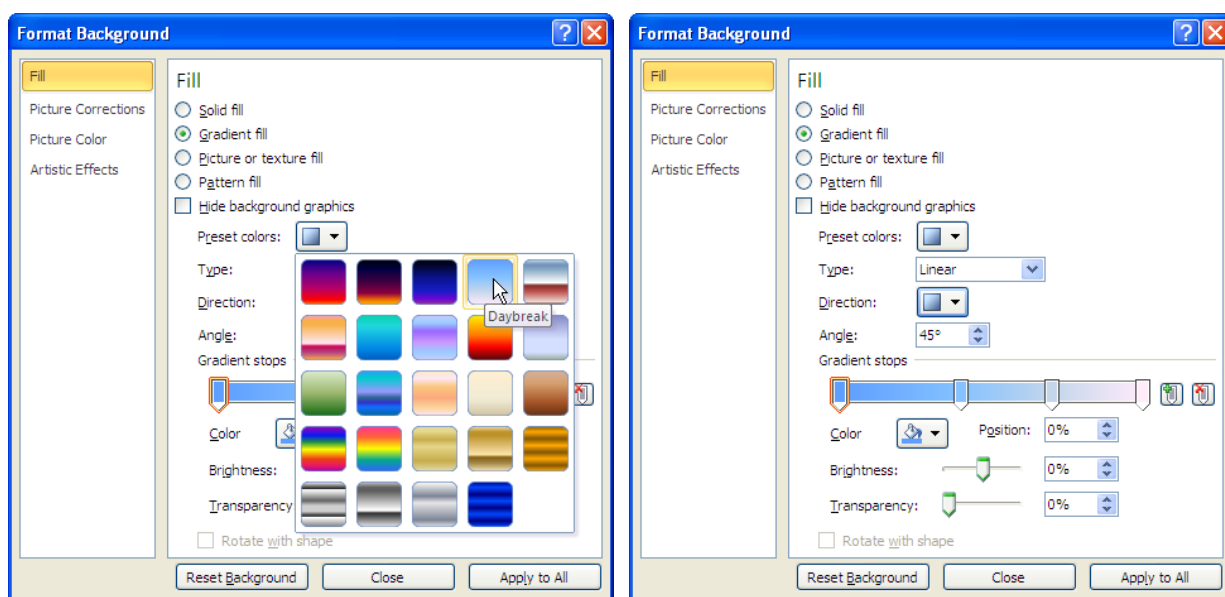 Format Background
Fill
Picture Corrections
Picture Color
Artistic Effects
Fill
Solid fill
Gradient fill
Picture or texture fill
Pattern fill
Hide background graphics
Preset colors:
Type:
Direction:
Daybreak
Angle:
Gradient stops
Color
Brightness:
Transparency
Rotate with shape
Reset Background Close Apply to All
Format Background
Fill
Picture Corrections
Picture Color
Artistic Effects
Fill
Solid fill
Gradient fill
Picture or texture fill
Pattern fill
Hide background graphics
Preset colors:
Type: Linear
Direction:
Angle: 45°
Gradient stops
Color Position: 0%
Brightness: 0%
Transparency: 0%
Rotate with shape
Reset Background Close Apply to All